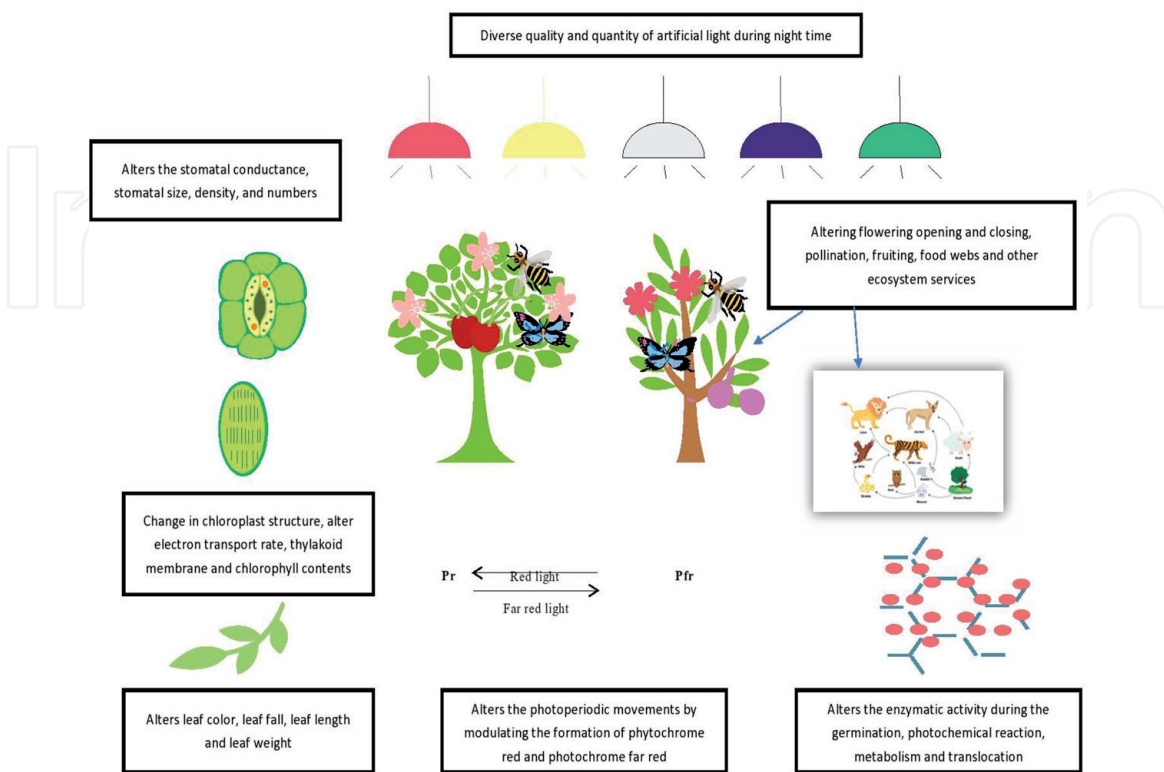 Diverse quality and quantity of artificial light during night time
Alters the stomatal conductance,
stomatal size, density, and numbers
Altering flowering opening and closing,
pollination, fruiting, food webs and other
ecosystem services
Change in chloroplast structure, alter
electron transport rate, thylakoid
membrane and chlorophyll contents
Pr
Red light
Pfr
Far red light
Alters leaf color, leaf fall, leaf length
and leaf weight
Alters the photoperiodic movements by
modulating the formation of phytochrome
red and photochrome far red
Alters the enzymatic activity during the
germination, photochemical reaction,
metabolism and translocation